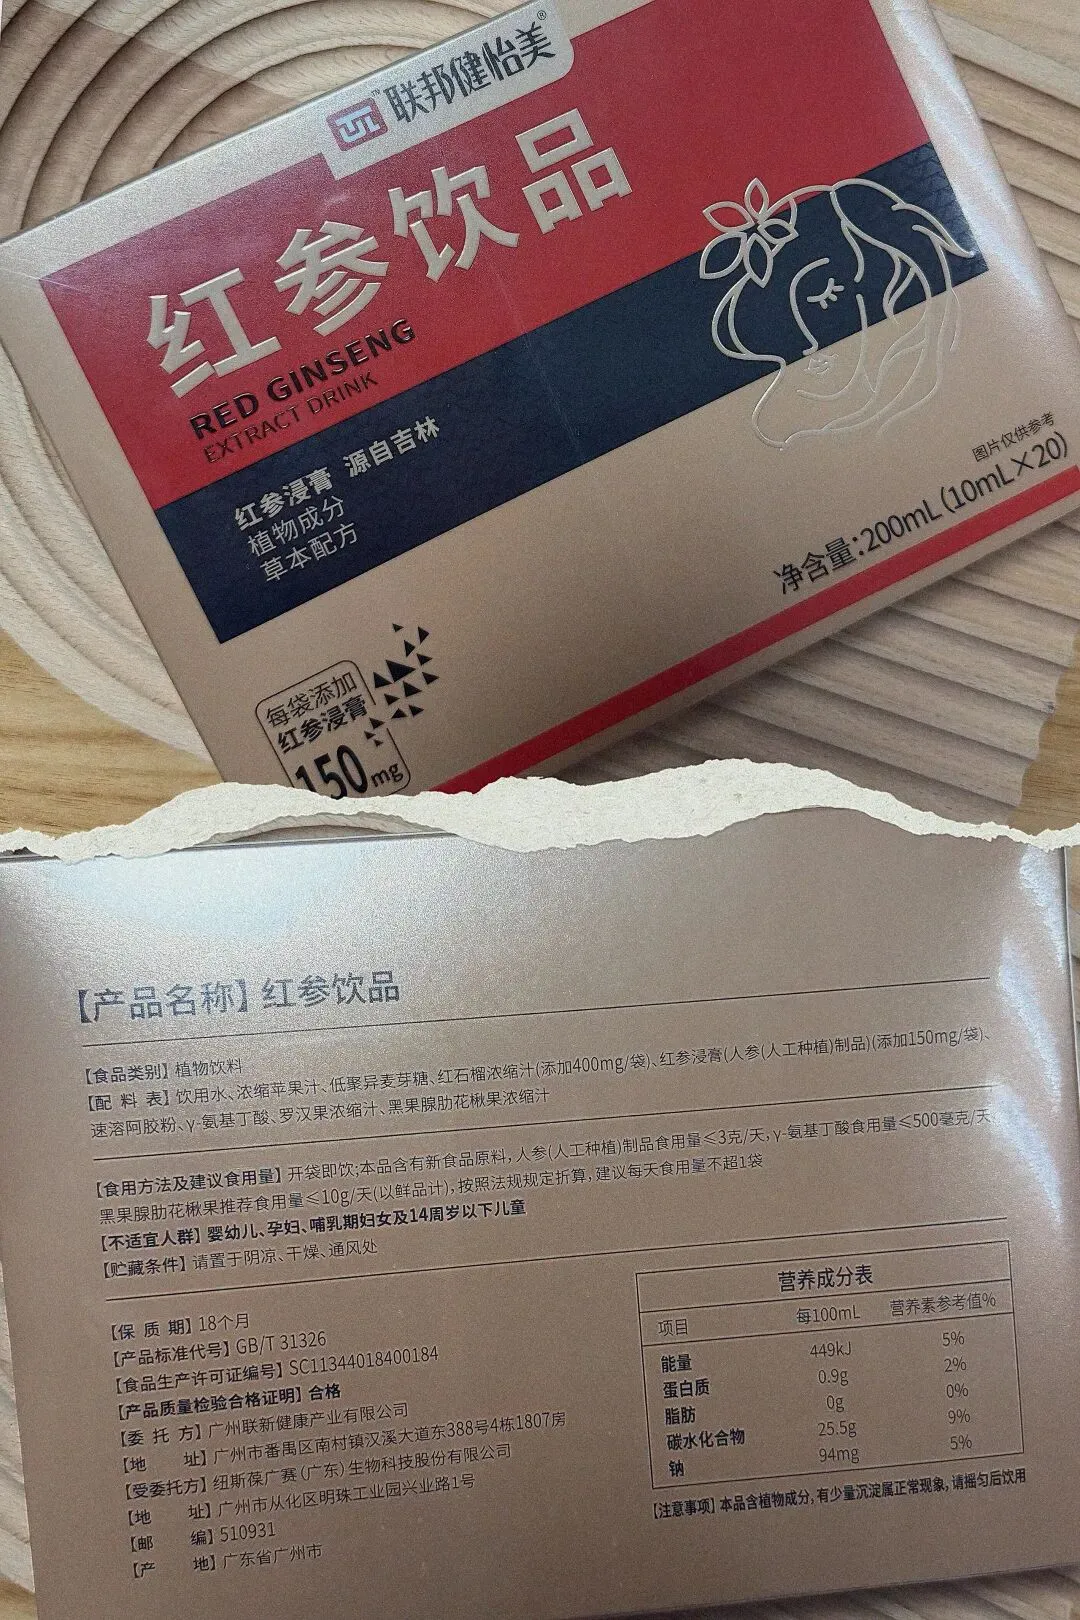 联邦健怡美®
红参饮品
RED GINSENG
EXTRACT DRINK
红参浸膏 源自吉林
植物成分
草本配方
图片仅供参考
净含量:200mL(10mL×20)
每袋添加
红参浸膏
150mg
【产品名称】红参饮品
【食品类别】植物饮料
【配 料 表】饮用水、浓缩苹果汁、低聚异麦芽糖、红石榴浓缩汁(添加400mg/袋)、红参浸膏(人参(人工种植)制品)(添加150mg/袋)、
速溶阿胶粉、γ-氨基丁酸、罗汉果浓缩汁、黑果腺肋花楸果浓缩汁
【食用方法及建议食用量】开袋即饮;本品含有新食品原料,人参(人工种植)制品食用量≤3克/天,γ-氨基丁酸食用量≤500毫克/天、
黑果腺肋花楸果推荐食用量≤10g/天(以鲜品计),按照法规规定折算,建议每天食用量不超1袋
【不适宜人群】婴幼儿、孕妇、哺乳期妇女及14周岁以下儿童
【贮藏条件】请置于阴凉、干燥、通风处
【保 质 期】18个月
【产品标准代号】GB/T 31326
【食品生产许可证编号】SC11344018400184
【产品质量检验合格证明】合格
【委 托 方】广州联新健康产业有限公司
【地 址】广州市番禺区南村镇汉溪大道东388号4栋1807房
【受委托方】纽斯葆广赛(广东)生物科技股份有限公司
【地 址】广州市从化区明珠工业园兴业路1号
【邮 编】510931
【产 地】广东省广州市
营养成分表
项目 每100mL 营养素参考值%
能量 449kJ 5%
蛋白质 0.9g 2%
脂肪 0g 0%
碳水化合物 25.5g 9%
钠 94mg 5%
【注意事项】本品含植物成分,有少量沉淀属正常现象,请摇匀后饮用